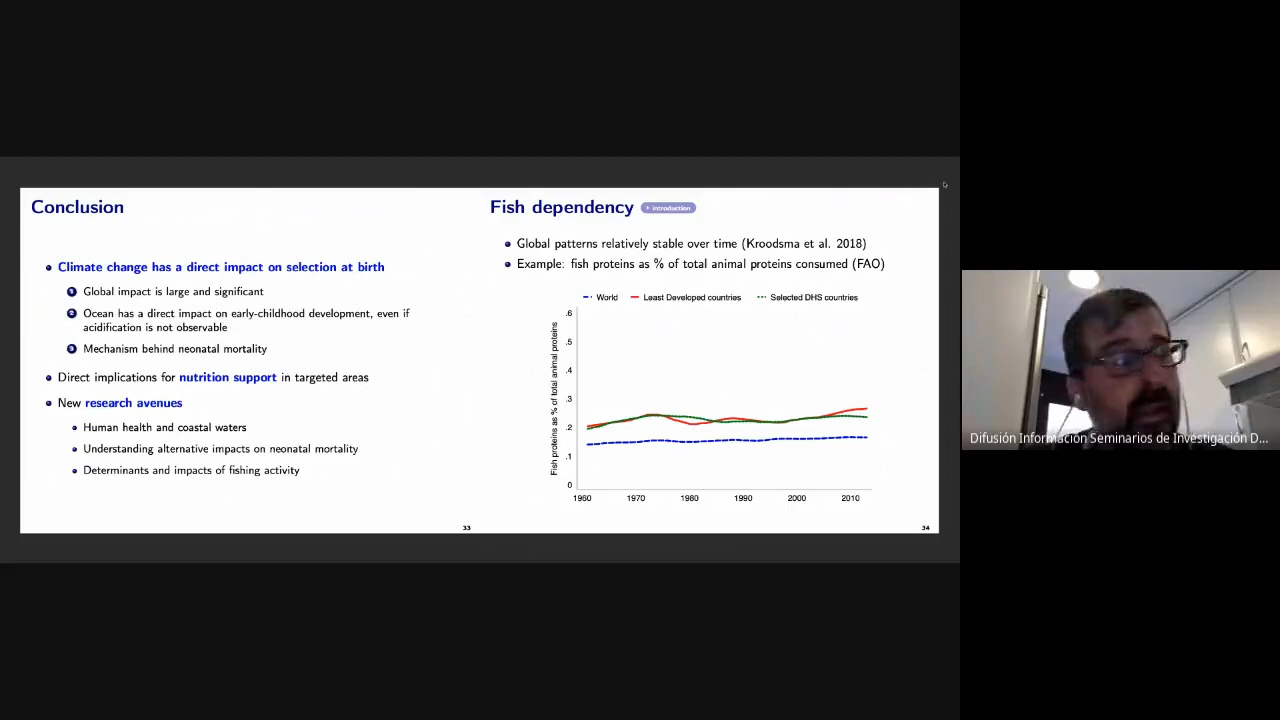 Conclusion
Climate change has a direct impact on selection at birth
1 Global impact is large and significant
2 Ocean has a direct impact on early-childhood development, even if
acidification is not observable
3 Mechanism behind neonatal mortality
Direct implications for nutrition support in targeted areas
New research avenues
Human health and coastal waters
Understanding alternative impacts on neonatal mortality
Determinants and impacts of fishing activity
33
Fish dependency
introduction
Global patterns relatively stable over time (Kroodsma et al. 2018)
Example: fish proteins as % of total animal proteins consumed (FAO)
World Least Developed countries Selected DHS countries
Fish proteins as % of total animal proteins
.6
.5
.4
.3
.2
.1
0
1960 1970 1980 1990 2000 2010
34
Difusión Información Seminarios de Investigación D...